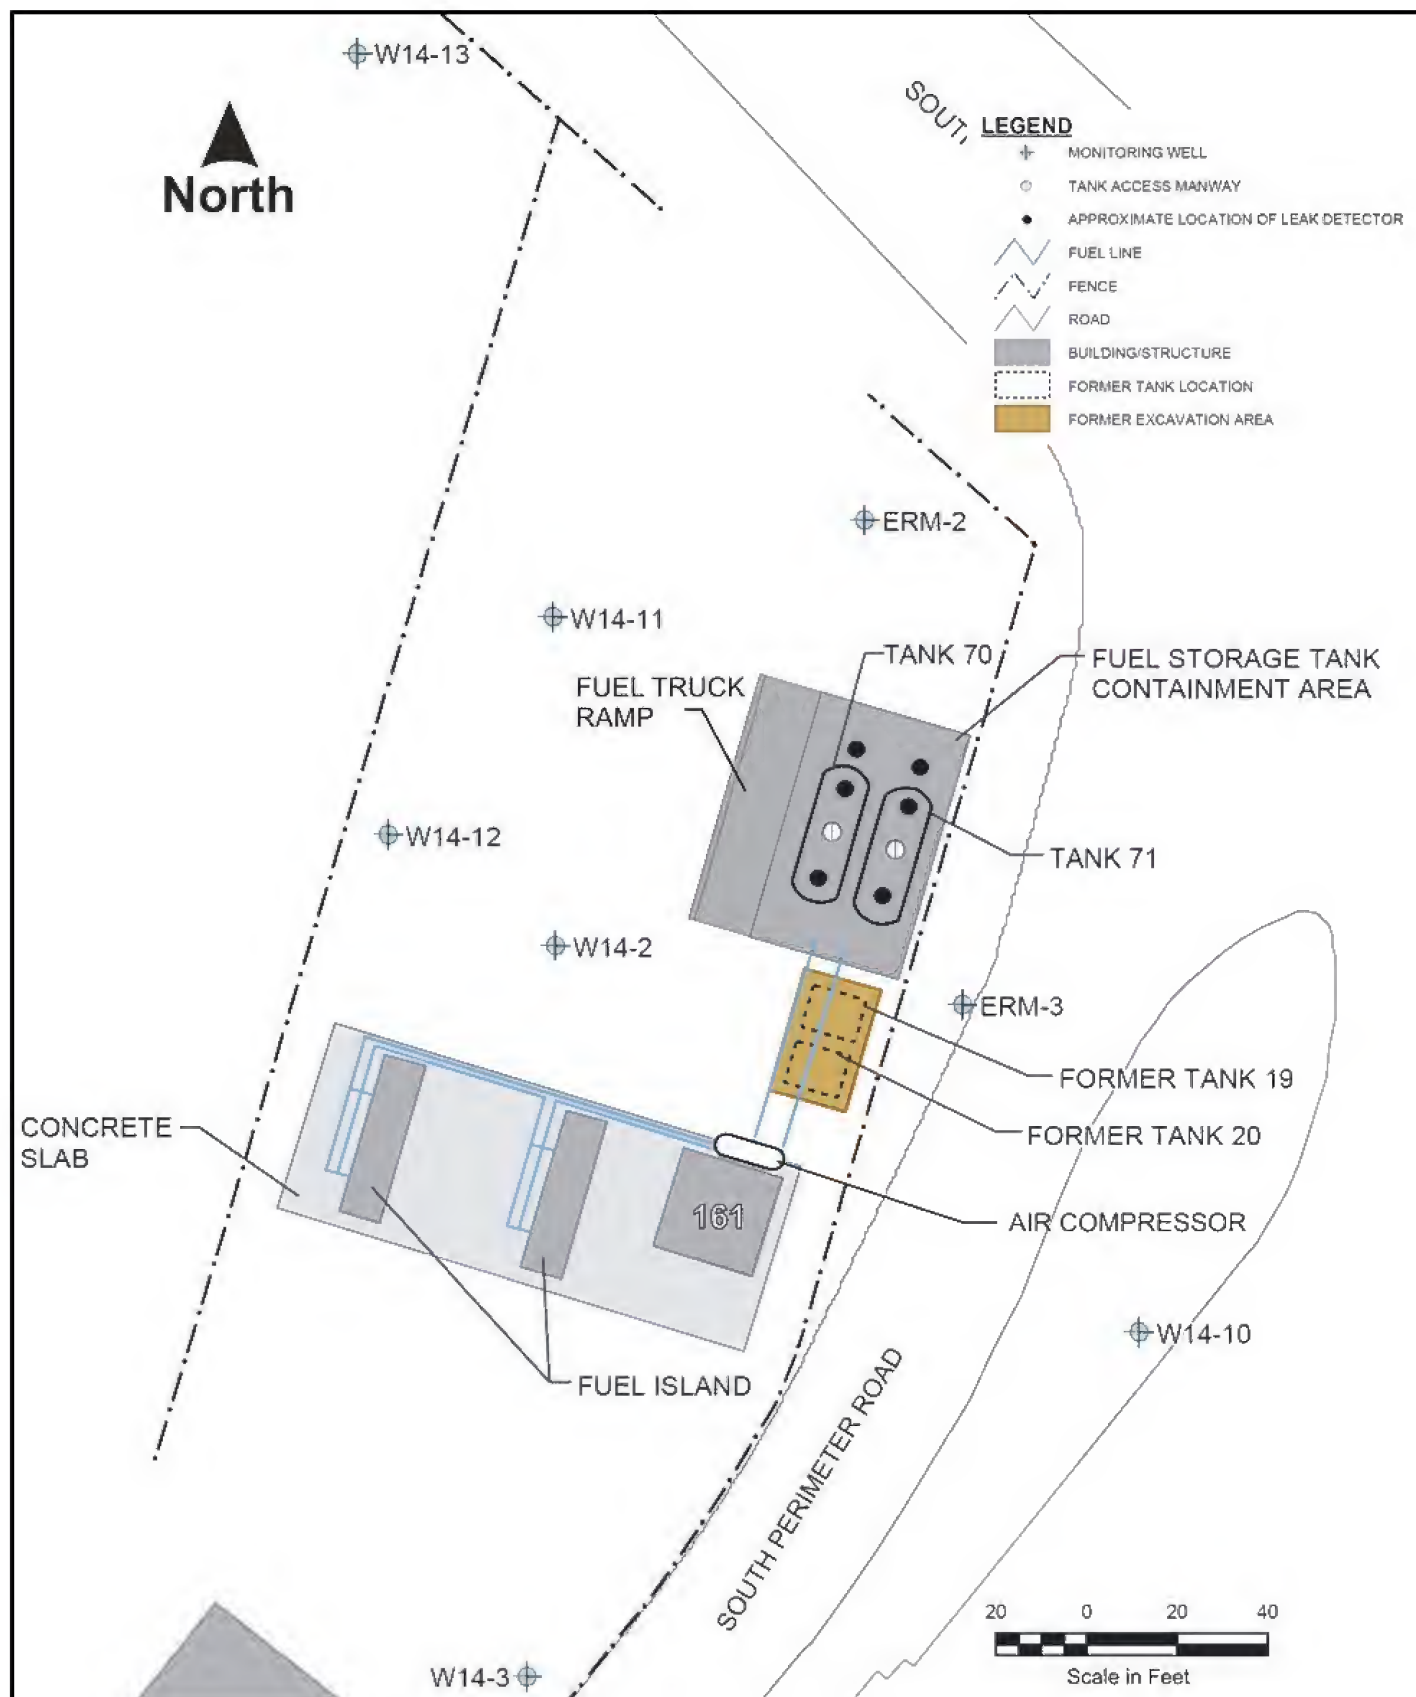 W14-13
North
SOUT
LEGEND
MONITORING WELL
TANK ACCESS MANWAY
APPROXIMATE LOCATION OF LEAK DETECTOR
FUEL LINE
FENCE
ROAD
BUILDING/STRUCTURE
FORMER TANK LOCATION
FORMER EXCAVATION AREA
ERM-2
W14-11
TANK 70
FUEL STORAGE TANK
CONTAINMENT AREA
FUEL TRUCK
RAMP
W14-12
TANK 71
W14-2
ERM-3
FORMER TANK 19
CONCRETE
SLAB
FORMER TANK 20
161
AIR COMPRESSOR
W14-10
FUEL ISLAND
SOUTH PERIMETER ROAD
20 0 20 40
Scale in Feet
W14-3